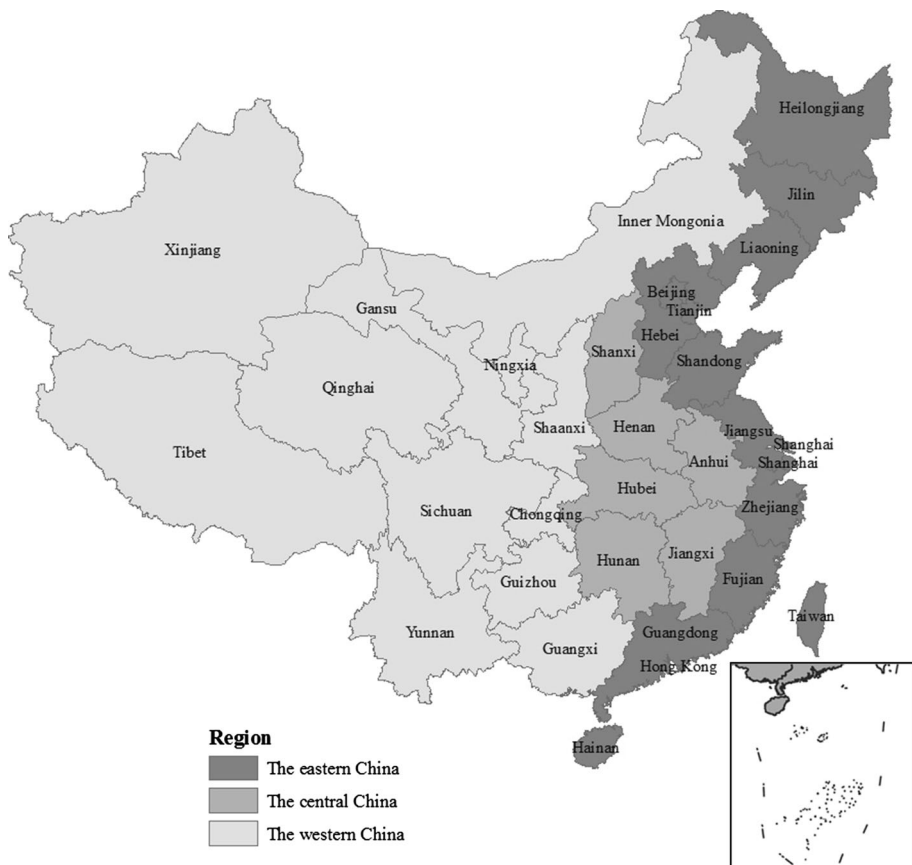 Heilongjiang
Jilin
Inner Mongonia
Liaoning
Xinjiang
Beijing
Tianjin
Gansu
Hebei
Shanxi
Shandong
Ningxia
Qinghai
Shaanxi
Henan
Jiangsu
Shanghai
Tibet
Anhui
Shanghai
Hubei
Sichuan
Chongqing
Zhejiang
Hunan
Jiangxi
Guizhou
Fujian
Taiwan
Yunnan
Guangdong
Guangxi
Hong Kong
Hainan
Region
The eastern China
The central China
The western China